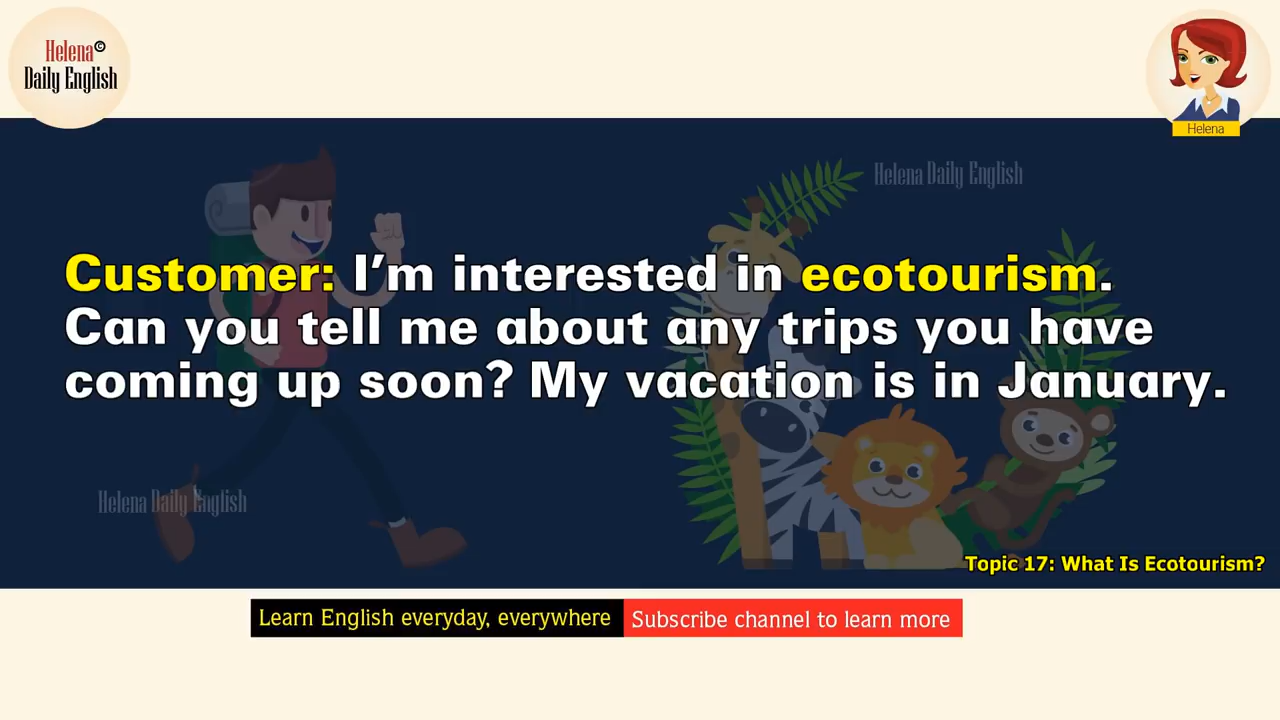 Helena©
Daily English
Helena
Helena Daily English
Customer: I'm interested in ecotourism.
Can you tell me about any trips you have
coming up soon? My vacation is in January.
Helena Daily English
Topic 17: What Is Ecotourism?
Learn English everyday, everywhere
Subscribe channel to learn more